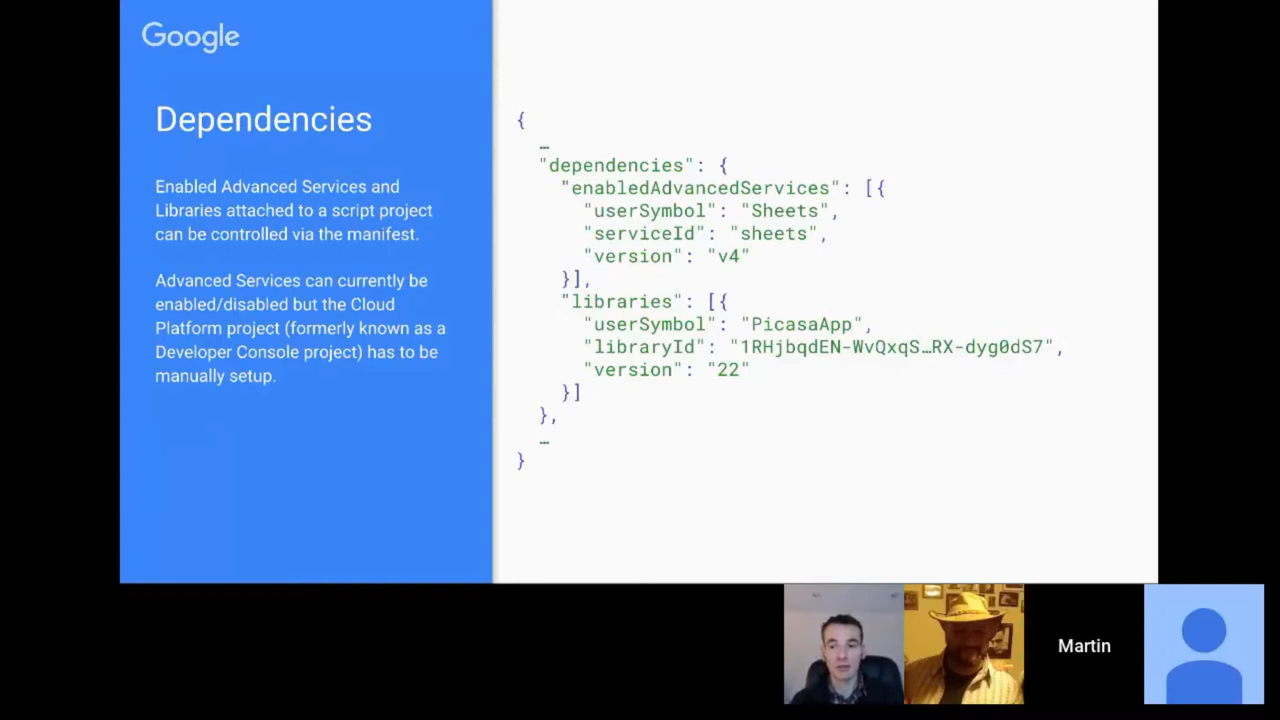 Google
Dependencies
Enabled Advanced Services and
Libraries attached to a script project
can be controlled via the manifest.
Advanced Services can currently be
enabled/disabled but the Cloud
Platform project (formerly known as a
Developer Console project) has to be
manually setup.
{
…
"dependencies": {
"enabledAdvancedServices": [{
"userSymbol": "Sheets",
"serviceId": "sheets",
"version": "v4"
}],
"libraries": [{
"userSymbol": "PicasaApp",
"libraryId": "1RHjbqdEN-WvQxqS…RX-dyg0dS7",
"version": "22"
}]
},
…
}
Martin